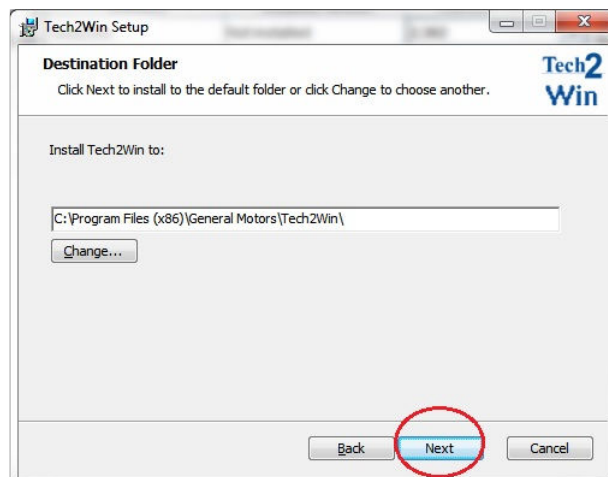 Tech2Win Setup
Destination Folder
Click Next to install to the default folder or click Change to choose another.
Tech2
Win
Install Tech2Win to:
C:\Program Files (x86)\General Motors\Tech2Win\
Change...
Back
Next
Cancel